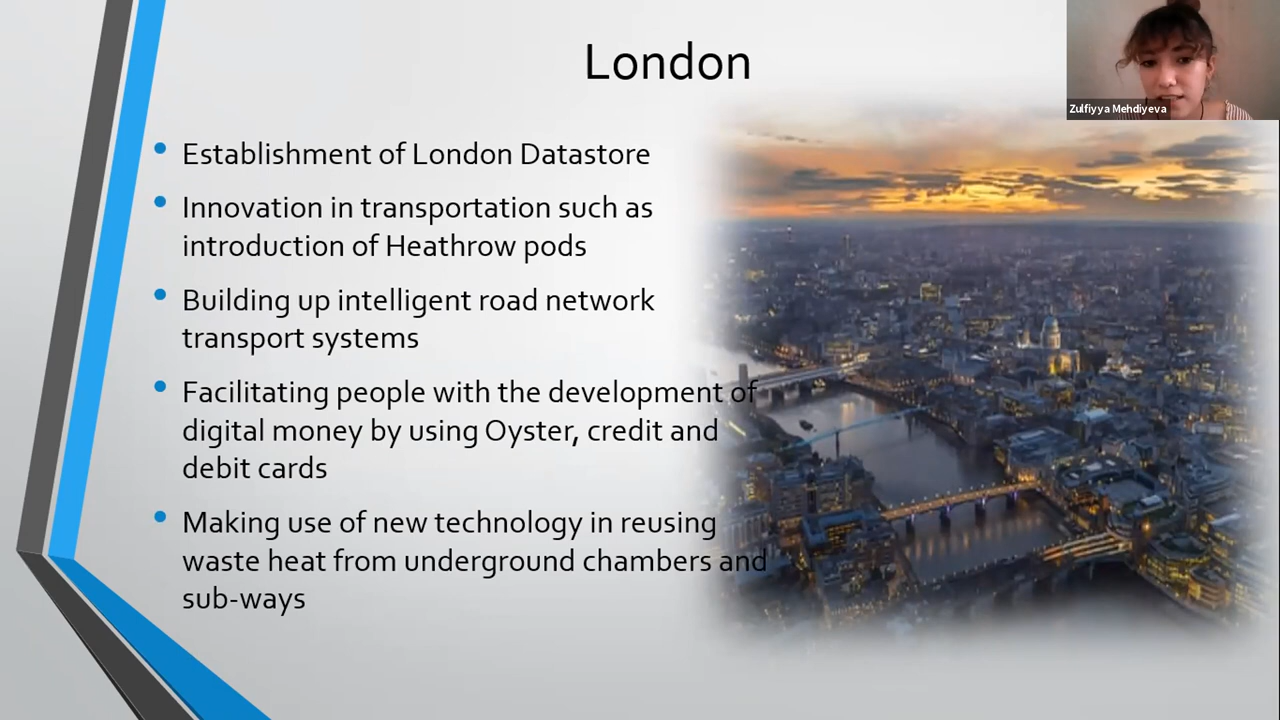 London
Zulfiyya Mehdiyeva
Establishment of London Datastore
Innovation in transportation such as
introduction of Heathrow pods
Building up intelligent road network
transport systems
Facilitating people with the development of
digital money by using Oyster, credit and
debit cards
Making use of new technology in reusing
waste heat from underground chambers and
sub-ways